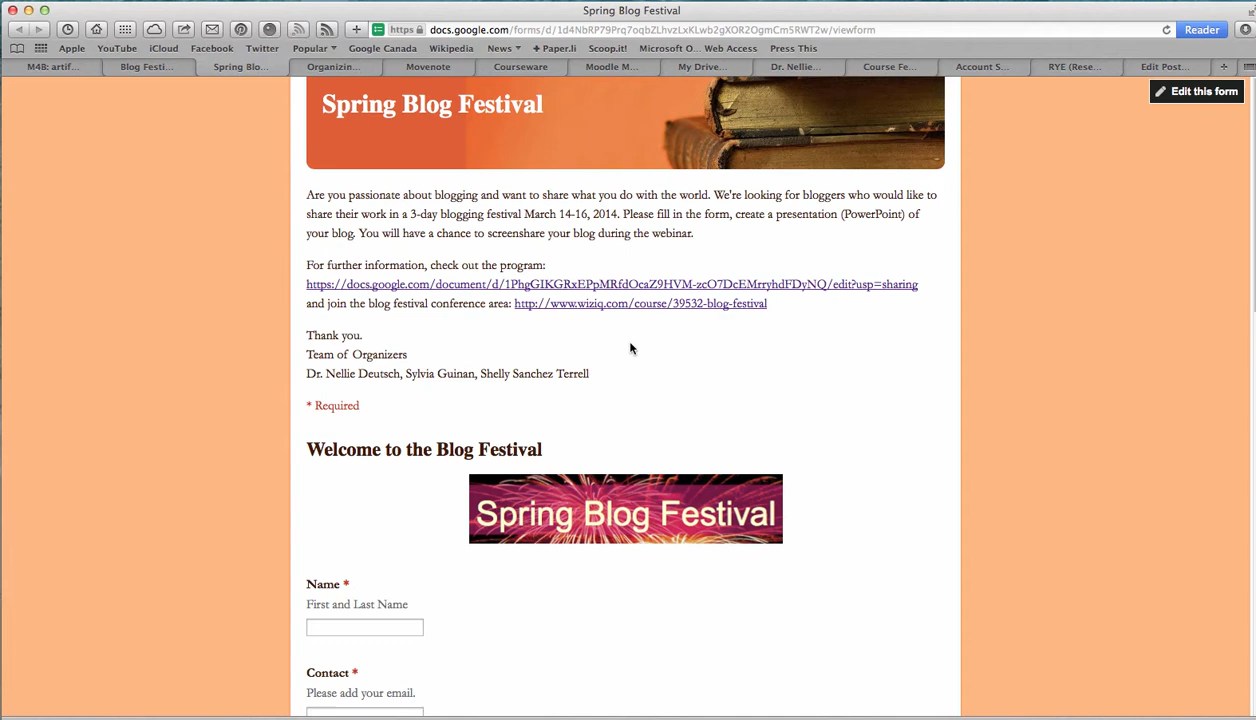 Spring Blog Festival
https docs.google.com/forms/d/1d4NbRP79Prq7oqbZLhvzLxKLwb2gXOR2OgmCm5RWT2w/viewform
Reader
Apple YouTube iCloud Facebook Twitter Popular Google Canada Wikipedia News Paper.li Scoop.it! Microsoft O... Web Access Press This
M4B: artif... Blog Festi... Spring Blo... Organizin... Movenote Courseware Moodle M... My Drive... Dr. Nellie... Course Fe... Account S... RYE (Rese... Edit Post...
Edit this form
Spring Blog Festival
Are you passionate about blogging and want to share what you do with the world. We're looking for bloggers who would like to
share their work in a 3-day blogging festival March 14-16, 2014. Please fill in the form, create a presentation (PowerPoint) of
your blog. You will have a chance to screenshare your blog during the webinar.
For further information, check out the program:
https://docs.google.com/document/d/1PhgGIKGRxEPpMRfdOcaZ9HVM-zcO7DcEMrryhdFDyNQ/edit?usp=sharing
and join the blog festival conference area: http://www.wiziq.com/course/39532-blog-festival
Thank you.
Team of Organizers
Dr. Nellie Deutsch, Sylvia Guinan, Shelly Sanchez Terrell
* Required
Welcome to the Blog Festival
Spring Blog Festival
Name *
First and Last Name
Contact *
Please add your email.